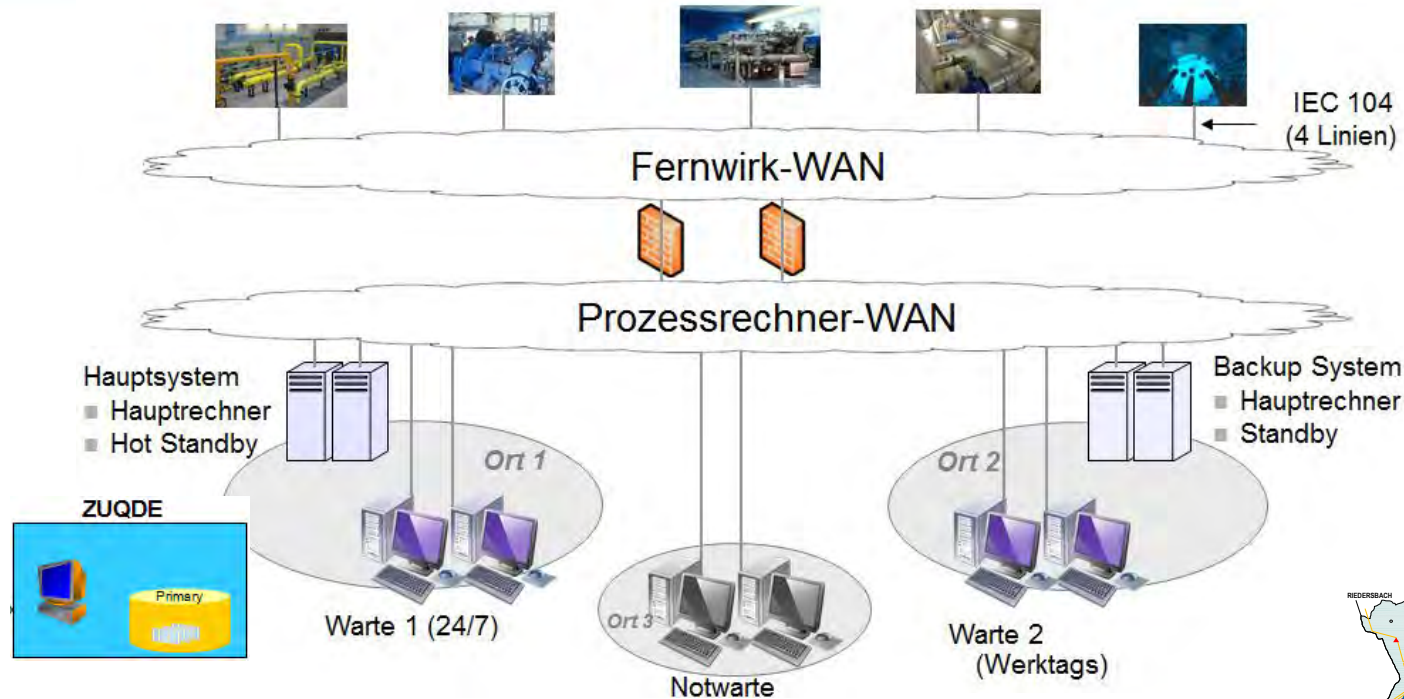 IEC 104
(4 Linien)
Fernwirk-WAN
Prozessrechner-WAN
Hauptsystem
Hauptrechner
Hot Standby
Backup System
Hauptrechner
Standby
Ort 1
Ort 2
ZUQDE
Primary
Warte 1 (24/7)
Ort 3
Notwarte
Warte 2
(Werktags)
RIEDERSBACH